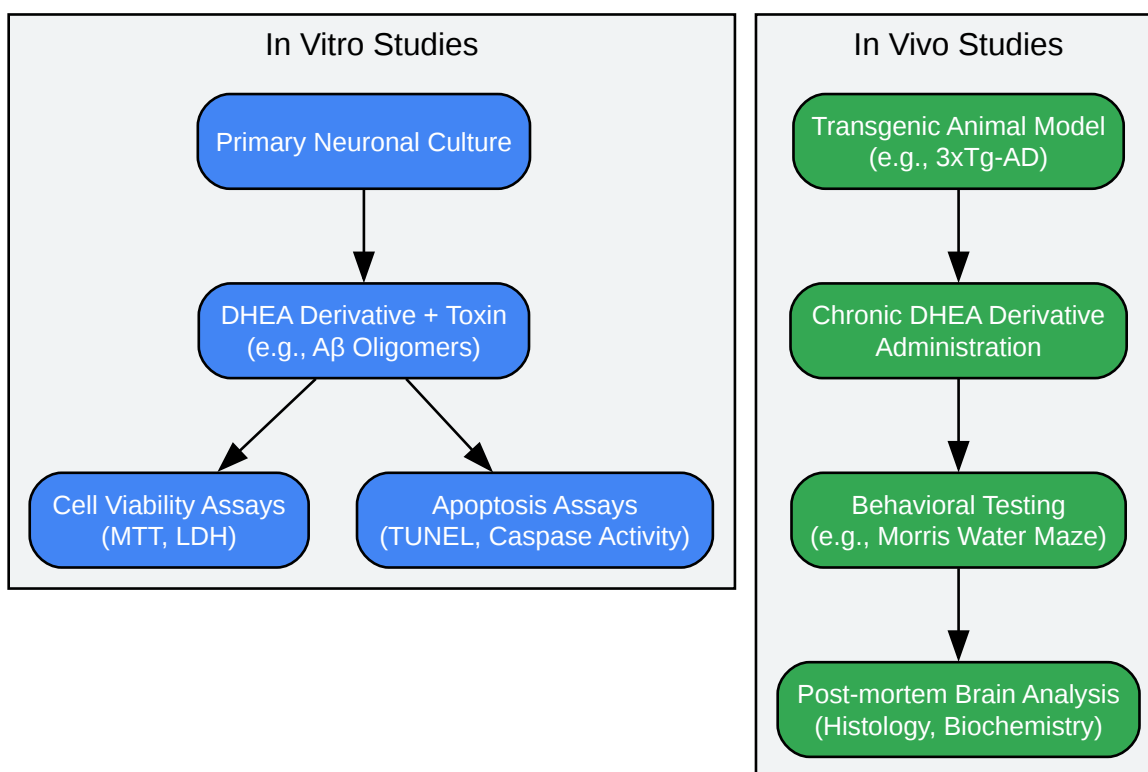 In Vitro Studies
Primary Neuronal Culture
DHEA Derivative + Toxin
(e.g., Aβ Oligomers)
Cell Viability Assays
(MTT, LDH)
Apoptosis Assays
(TUNEL, Caspase Activity)
In Vivo Studies
Transgenic Animal Model
(e.g., 3xTg-AD)
Chronic DHEA Derivative
Administration
Behavioral Testing
(e.g., Morris Water Maze)
Post-mortem Brain Analysis
(Histology, Biochemistry)